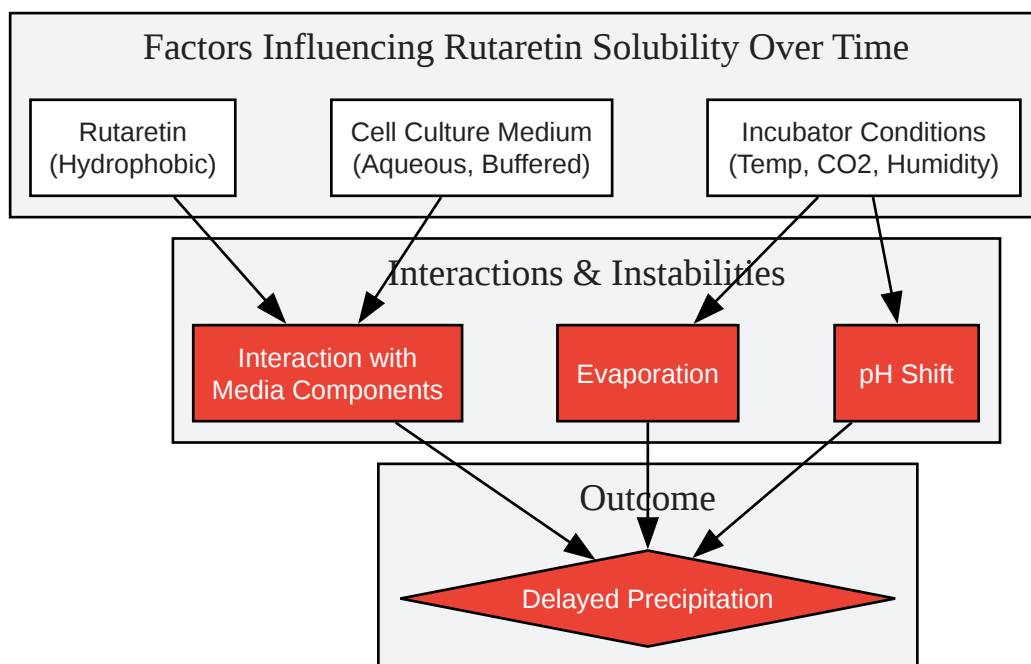 Factors Influencing Rutaretin Solubility Over Time
Rutaretin
(Hydrophobic)
Cell Culture Medium
(Aqueous, Buffered)
Incubator Conditions
(Temp, CO2, Humidity)
Interactions & Instabilities
Interaction with
Media Components
Evaporation
pH Shift
Outcome
Delayed Precipitation